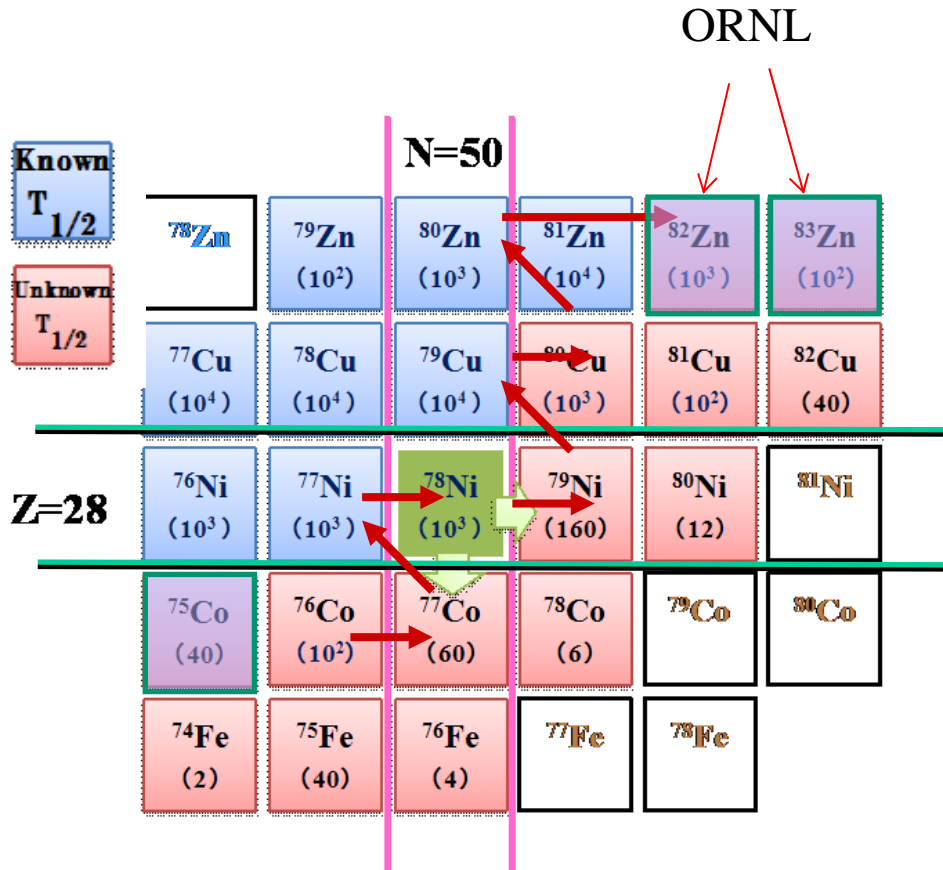 ORNL
N=50
Known
T1/2
Unknown
T1/2
⁷⁸Zn
⁷⁹Zn
(10²)
⁸⁰Zn
(10³)
⁸¹Zn
(10⁴)
⁸²Zn
(10³)
⁸³Zn
(10²)
⁷⁷Cu
(10⁴)
⁷⁸Cu
(10⁴)
⁷⁹Cu
(10⁴)
⁸⁰Cu
(10³)
⁸¹Cu
(10²)
⁸²Cu
(40)
Z=28
⁷⁶Ni
(10³)
⁷⁷Ni
(10³)
⁷⁸Ni
(10³)
⁷⁹Ni
(160)
⁸⁰Ni
(12)
⁸¹Ni
⁷⁵Co
(40)
⁷⁶Co
(10²)
⁷⁷Co
(60)
⁷⁸Co
(6)
⁷⁹Co
⁸⁰Co
⁷⁴Fe
(2)
⁷⁵Fe
(40)
⁷⁶Fe
(4)
⁷⁷Fe
⁷⁸Fe